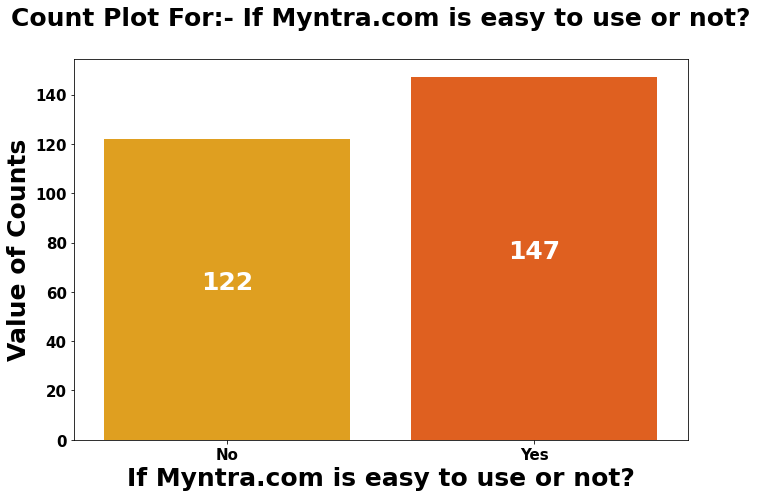 Count Plot For:- If Myntra.com is easy to use or not?
Value of Counts
140
120
100
80
60
40
20
0
122
147
No
Yes
If Myntra.com is easy to use or not?